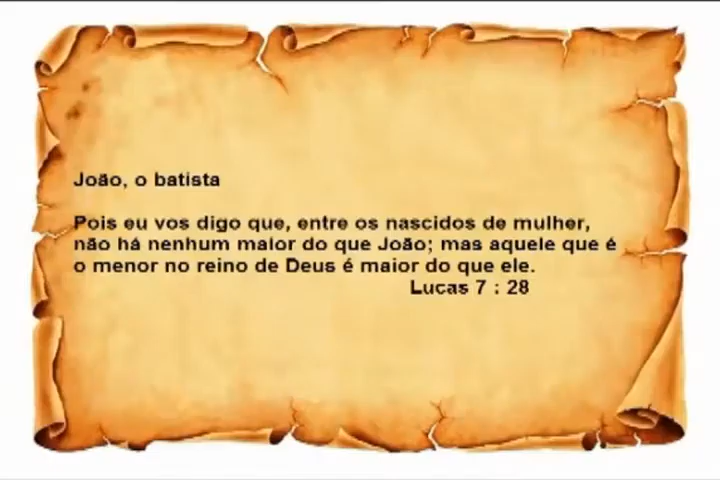 João, o batista
Pois eu vos digo que, entre os nascidos de mulher,
não há nenhum maior do que João; mas aquele que é
o menor no reino de Deus é maior do que ele.
Lucas 7 : 28